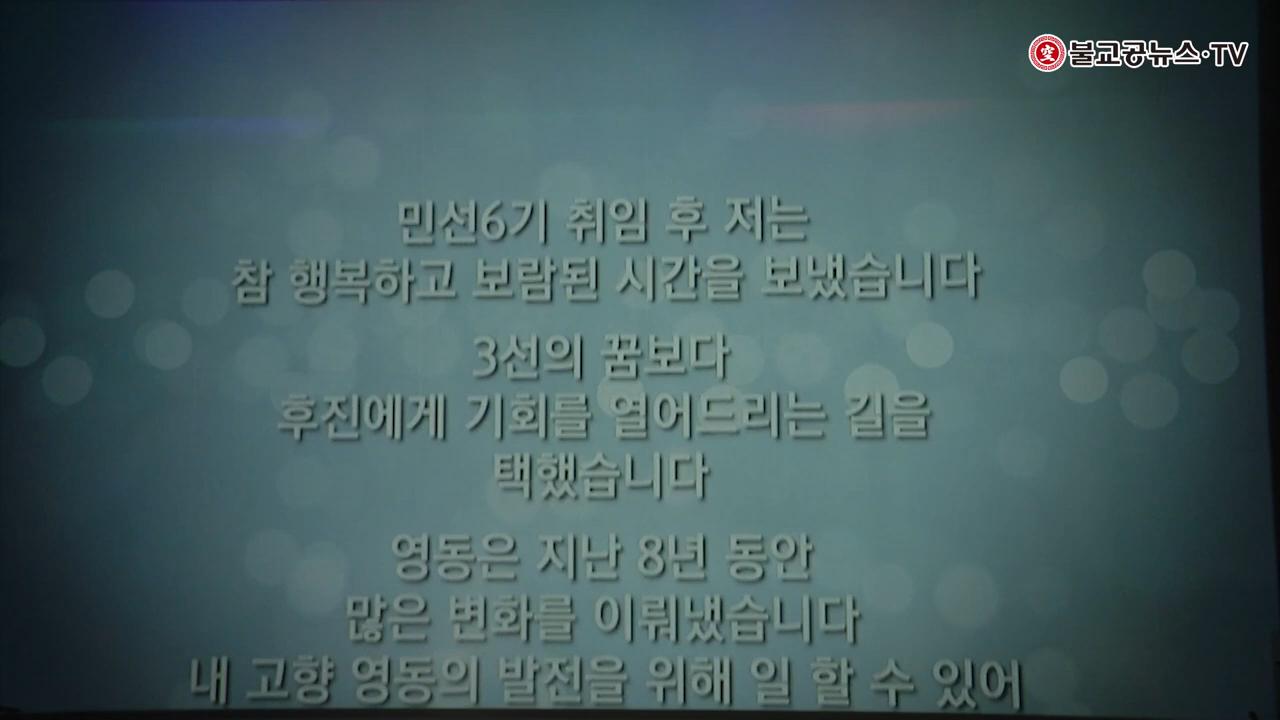 空 불교공뉴스·TV
민선6기 취임 후 저는
참 행복하고 보람된 시간을 보냈습니다
3선의 꿈보다
후진에게 기회를 열어드리는 길을
택했습니다
영동은 지난 8년 동안
많은 변화를 이뤄냈습니다
내 고향 영동의 발전을 위해 일 할 수 있어